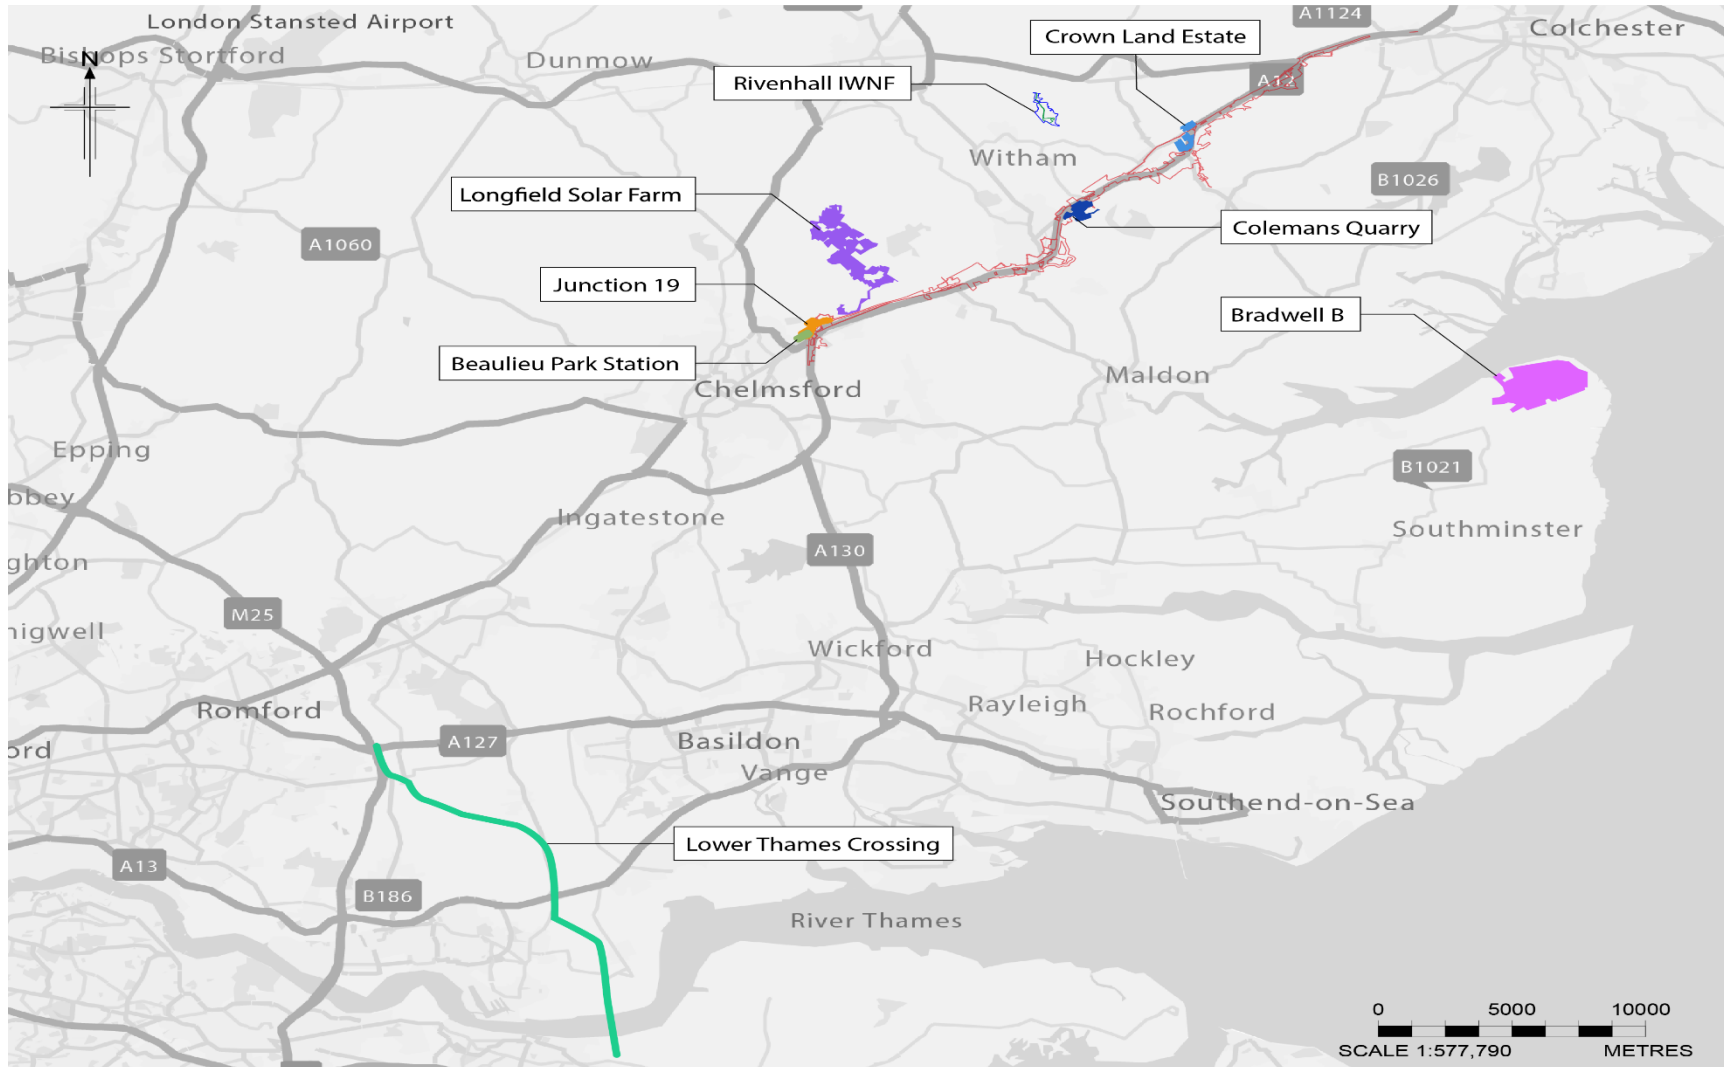 London Stansted Airport
A1124
Colchester
Crown Land Estate
Bishops Stortford
N
Dunmow
Rivenhall IWNF
A12
Witham
B1026
Longfield Solar Farm
Colemans Quarry
A1060
Junction 19
Bradwell B
Beaulieu Park Station
Maldon
Chelmsford
Epping
B1021
bbey
Ingatestone
Southminster
A130
ghton
M25
nigwell
Wickford
Hockley
Romford
Rayleigh
Rochford
ord
A127
Basildon
Vange
Southend-on-Sea
Lower Thames Crossing
A13
B186
River Thames
0 5000 10000
SCALE 1:577,790 METRES